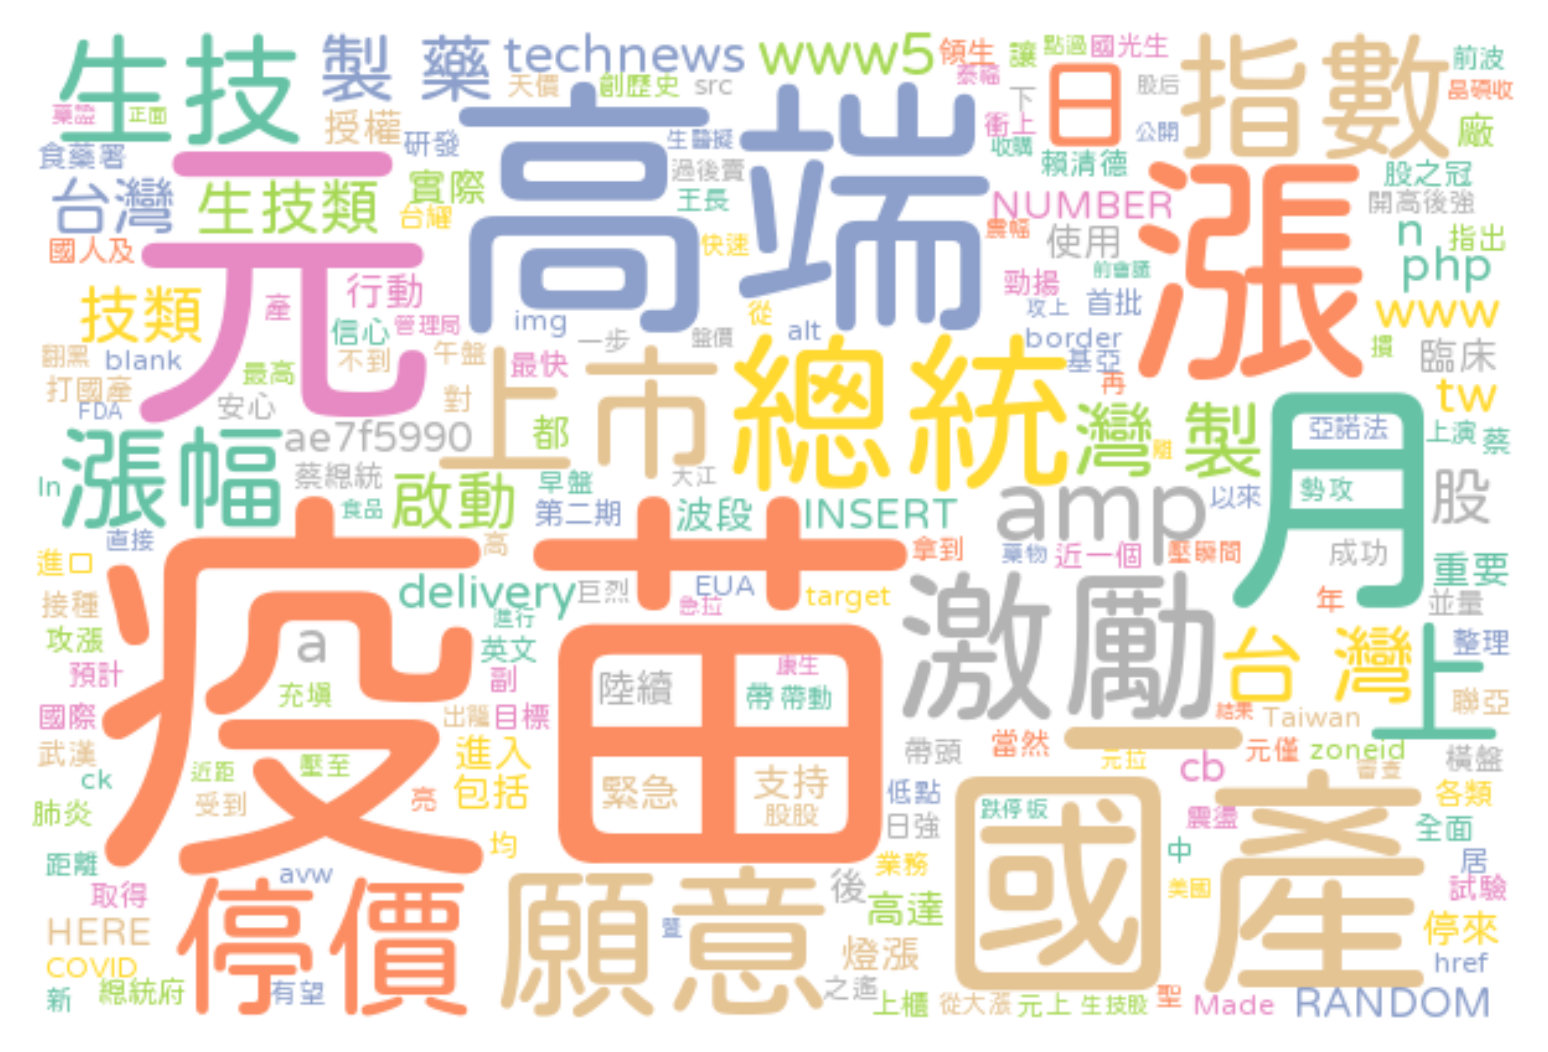 生技 製 藥 technews www5 領生 讓 點過 國光生 指數 前波
藥證 正面 天價 創歷史 src 泰福 下 日 股后 晶碩收
食藥署 授權 研發 高端 生醫擬 衝上 收購 公開 廠
台灣 元 生技類 實際 台耀 過後賣 王長 賴清德 漲 股之冠
國人及 快速 NUMBER 震幅 使用 開高後強 n 指出
技類 產 行動 信心 管理局 img 從 alt 勁揚 前會議 攻上 首批 php www
翻黑 blank 最高 不到 午盤 最快 一步 盤價 border 基亞 再 摜 臨床
打國產 FDA 安心 對 上市 總統 tw
漲幅 ae7f5990 都 灣 製 離 月 亞諾法 上演 蔡
ln 蔡總統 食品 啟動 早盤 第二期 大江 波段 INSERT amp 以來 勢攻 股
直接 高 拿到 藥物 近一個 壓瞬間 成功
進口 疫苗 delivery 巨烈 EUA 急拉 target 激勵 年 重要
接種 進行 並量
攻漲 a 英文 台 灣 上 整理
預計 充填 副 陸續 康生 帶 帶動
國際 出籠 目標 結果 Taiwan 聯亞
武漢 近距 壓至 進入 帶頭 當然 一 元拉 元僅 zoneid 審查 橫盤
ck 受到 亮 包括 緊急 支持 股股 低點 cb 各類
肺炎 均 日強 跌停板 震盪 全面
距離 avw 業務 國產 中 居
取得 停價 願意 後 高達 美國 試驗
HERE 暨 燈漲 停來
COVID 之遙 href
新 總統府 有望 上櫃 從大漲 元上 生技股 聖 Made RANDOM